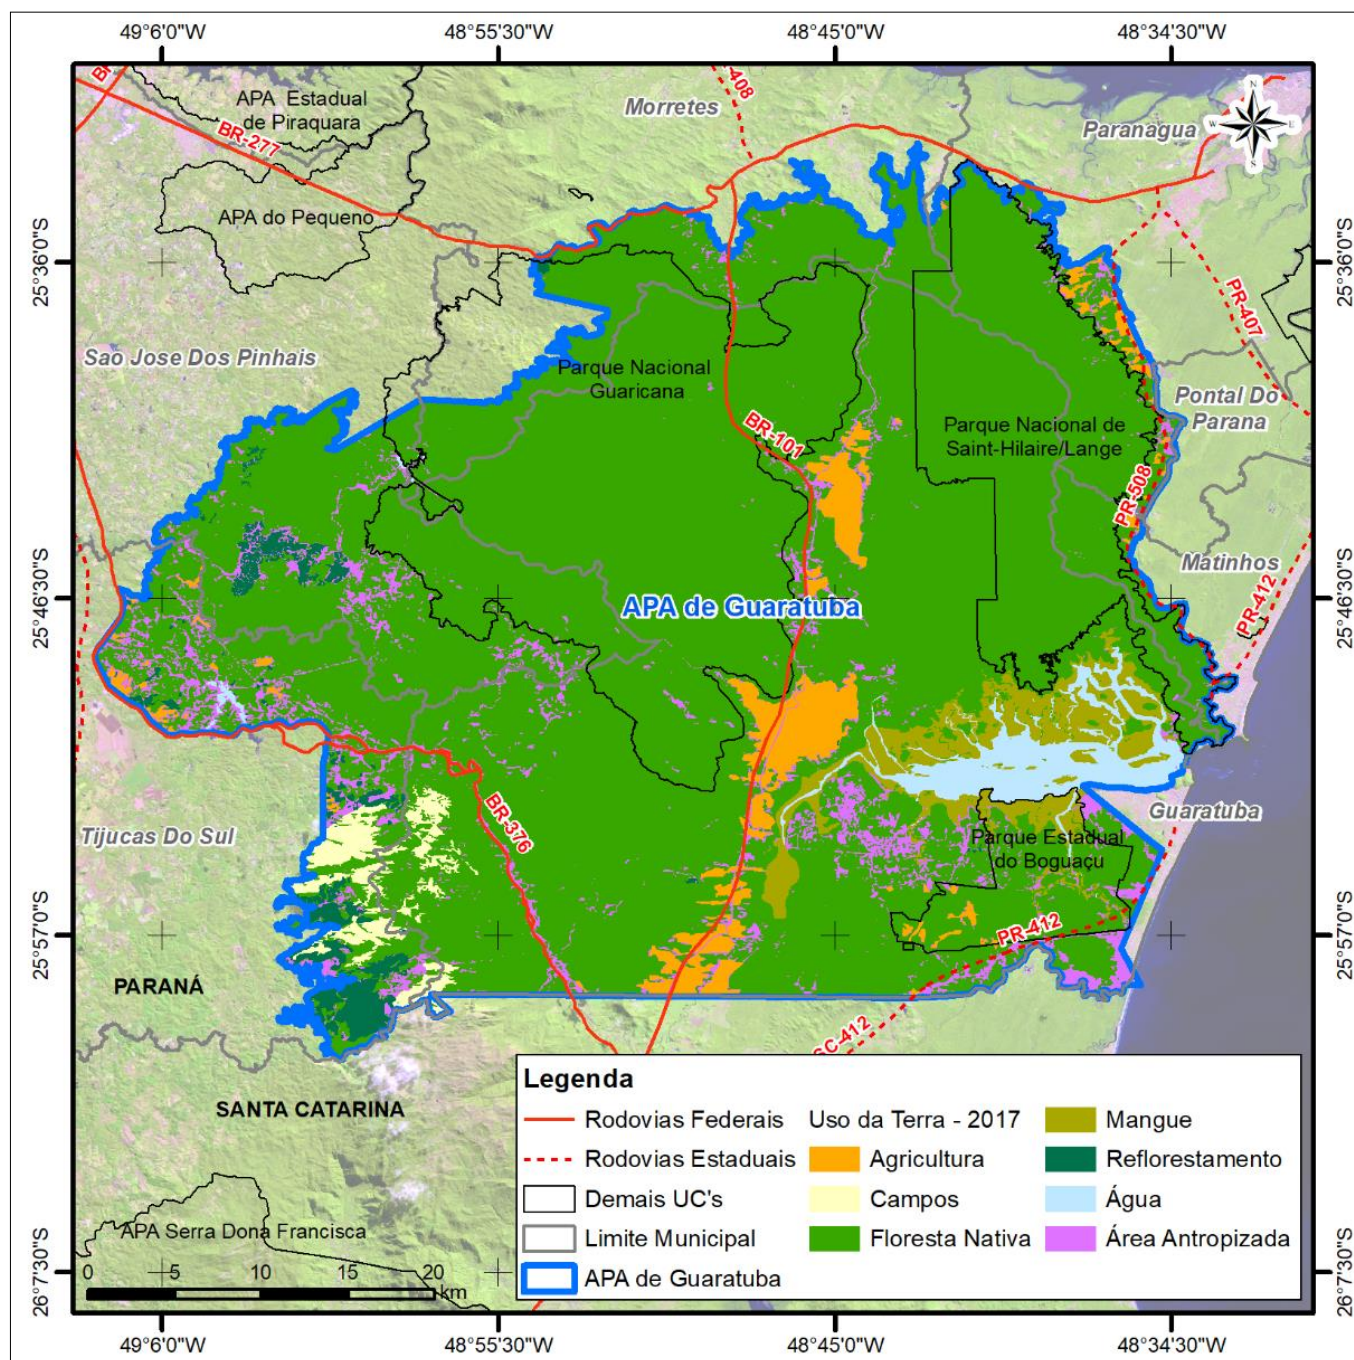 49°6'0"W 48°55'30"W 48°45'0"W 48°34'30"W
APA Estadual
de Piraquara
BR-277
-408
Morretes
Paranagua
N
W E
S
APA do Pequeno
25°36'0"S
25°36'0"S
PR-407
Sao Jose Dos Pinhais
Parque Nacional
Guaricana
BR-101
Parque Nacional de
Saint-Hilaire/Lange
Pontal Do
Parana
PR-508
Matinhos
PR-412
25°46'30"S
APA de Guaratuba
25°46'30"S
BR-376
Tijucas Do Sul
Guaratuba
Parque Estadual
do Boguaçu
PR-412
25°57'0"S
25°57'0"S
PARANÁ
SC-412
SANTA CATARINA
Legenda
Rodovias Federais
Rodovias Estaduais
Demais UC's
Limite Municipal
APA de Guaratuba
Uso da Terra - 2017
Agricultura
Campos
Floresta Nativa
Mangue
Reflorestamento
Água
Área Antropizada
APA Serra Dona Francisca
0 5 10 15 20
km
26°7'30"S
26°7'30"S
49°6'0"W 48°55'30"W 48°45'0"W 48°34'30"W